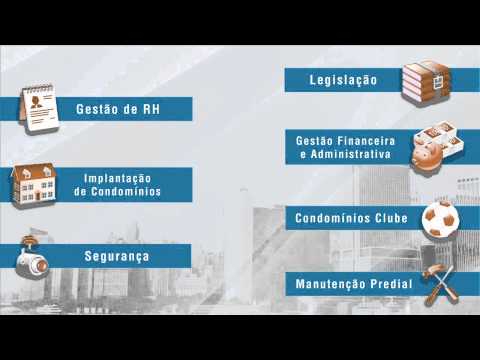 Gestão de RH
Implantação
de Condomínios
Segurança
Legislação
Gestão Financeira
e Administrativa
Condomínios Clube
Manutenção Predial